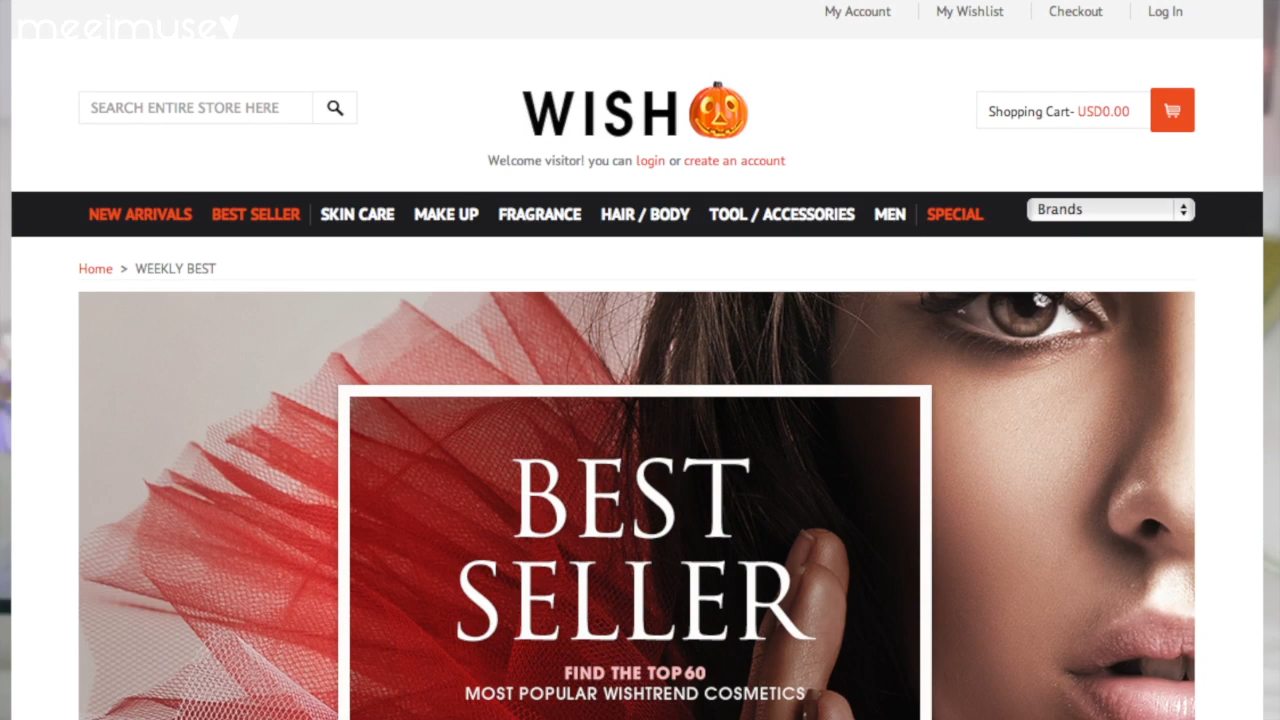 meejmuse
My Account
My Wishlist
Checkout
Log In
SEARCH ENTIRE STORE HERE
WISH
Shopping Cart- USD0.00
Welcome visitor! you can login or create an account
NEW ARRIVALS
BEST SELLER
SKIN CARE
MAKE UP
FRAGRANCE
HAIR / BODY
TOOL / ACCESSORIES
MEN
SPECIAL
Brands
Home > WEEKLY BEST
BEST
SELLER
FIND THE TOP 60
MOST POPULAR WISHTREND COSMETICS